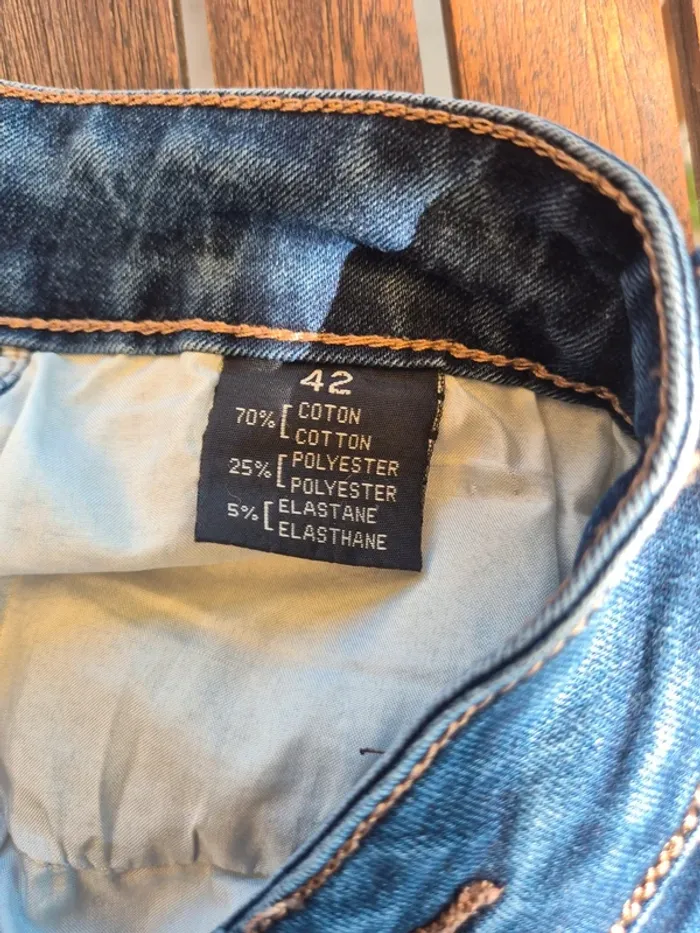 42
70% [ COTON
COTTON
25% [ POLYESTER
POLYESTER
5% [ ELASTANE
ELASTHANE